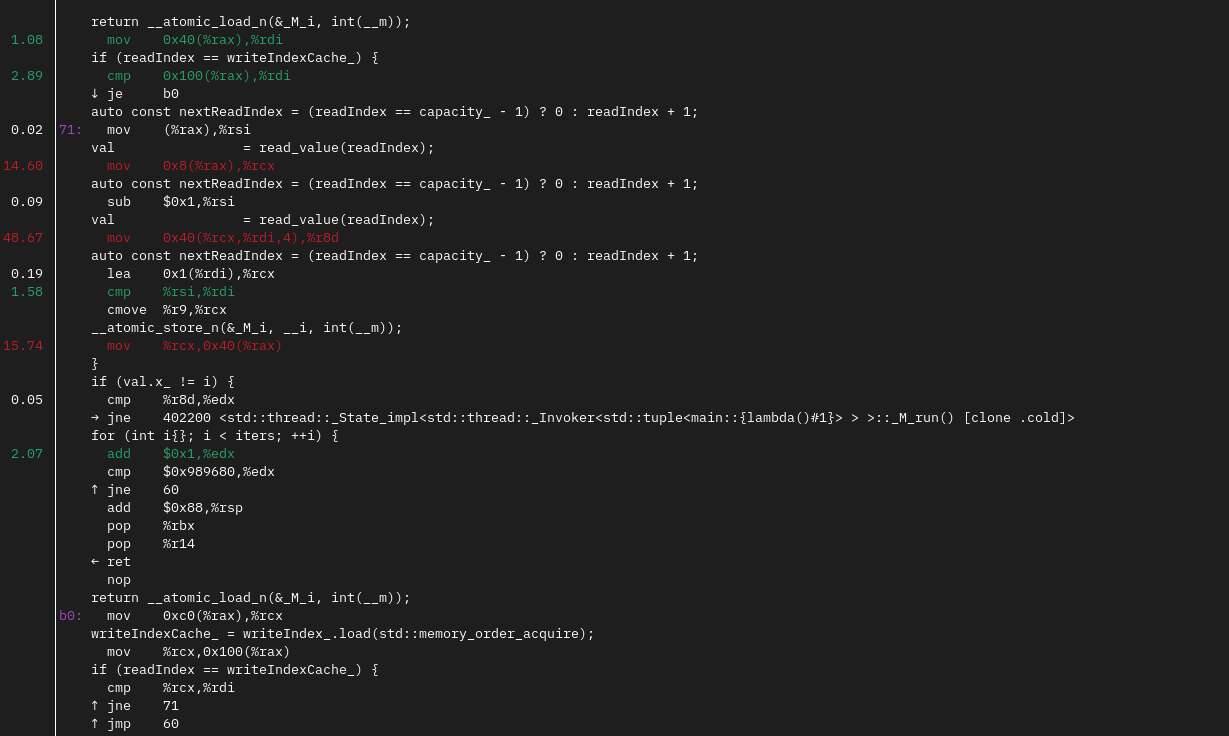 return __atomic_load_n(&_M_i, int(__m));
1.08 mov 0x40(%rax),%rdi
if (readIndex == writeIndexCache_) {
2.89 cmp 0x100(%rax),%rdi
↓ je b0
auto const nextReadIndex = (readIndex == capacity_ - 1) ? 0 : readIndex + 1;
0.02 71: mov (%rax),%rsi
val = read_value(readIndex);
14.60 mov 0x8(%rax),%rcx
auto const nextReadIndex = (readIndex == capacity_ - 1) ? 0 : readIndex + 1;
0.09 sub $0x1,%rsi
val = read_value(readIndex);
48.67 mov 0x40(%rcx,%rdi,4),%r8d
auto const nextReadIndex = (readIndex == capacity_ - 1) ? 0 : readIndex + 1;
0.19 lea 0x1(%rdi),%rcx
1.58 cmp %rsi,%rdi
cmove %r9,%rcx
__atomic_store_n(&_M_i, __i, int(__m));
15.74 mov %rcx,0x40(%rax)
}
if (val.x_ != i) {
0.05 cmp %r8d,%edx
→ jne 402200 <std::thread::_State_impl<std::thread::_Invoker<std::tuple<main::{lambda()#1}> > >::_M_run() [clone .cold]>
for (int i{}; i < iters; ++i) {
2.07 add $0x1,%edx
cmp $0x989680,%edx
↑ jne 60
add $0x88,%rsp
pop %rbx
pop %r14
← ret
nop
return __atomic_load_n(&_M_i, int(__m));
b0: mov 0xc0(%rax),%rcx
writeIndexCache_ = writeIndex_.load(std::memory_order_acquire);
mov %rcx,0x100(%rax)
if (readIndex == writeIndexCache_) {
cmp %rcx,%rdi
↑ jne 71
↑ jmp 60